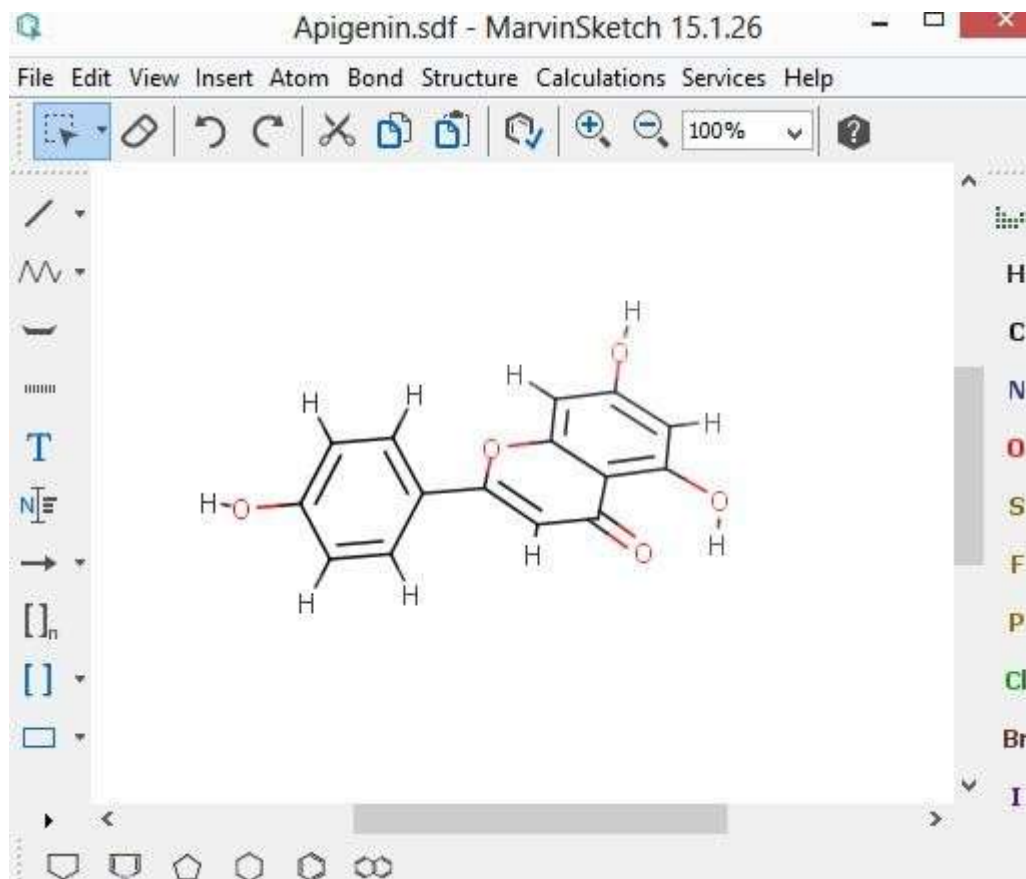 Apigenin.sdf - MarvinSketch 15.1.26
File Edit View Insert Atom Bond Structure Calculations Services Help
100% ?
H
C
N
O
S
F
P
Cl
Br
I
T
N
[ ]n
[ ]
H
O
H H
H H O H
H O
O
H H H O
O H